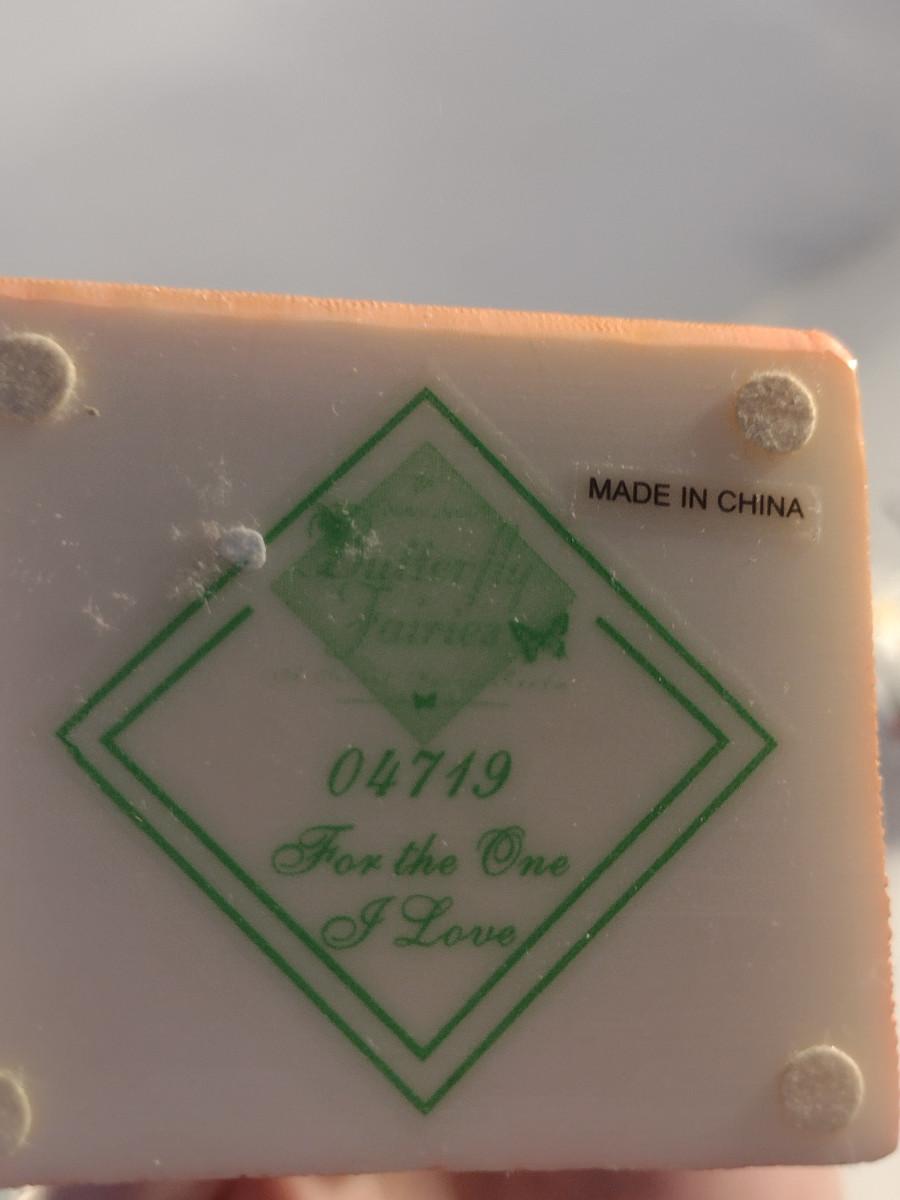 MADE IN CHINA
Butterfly
Fairies
04719
For the One
I Love